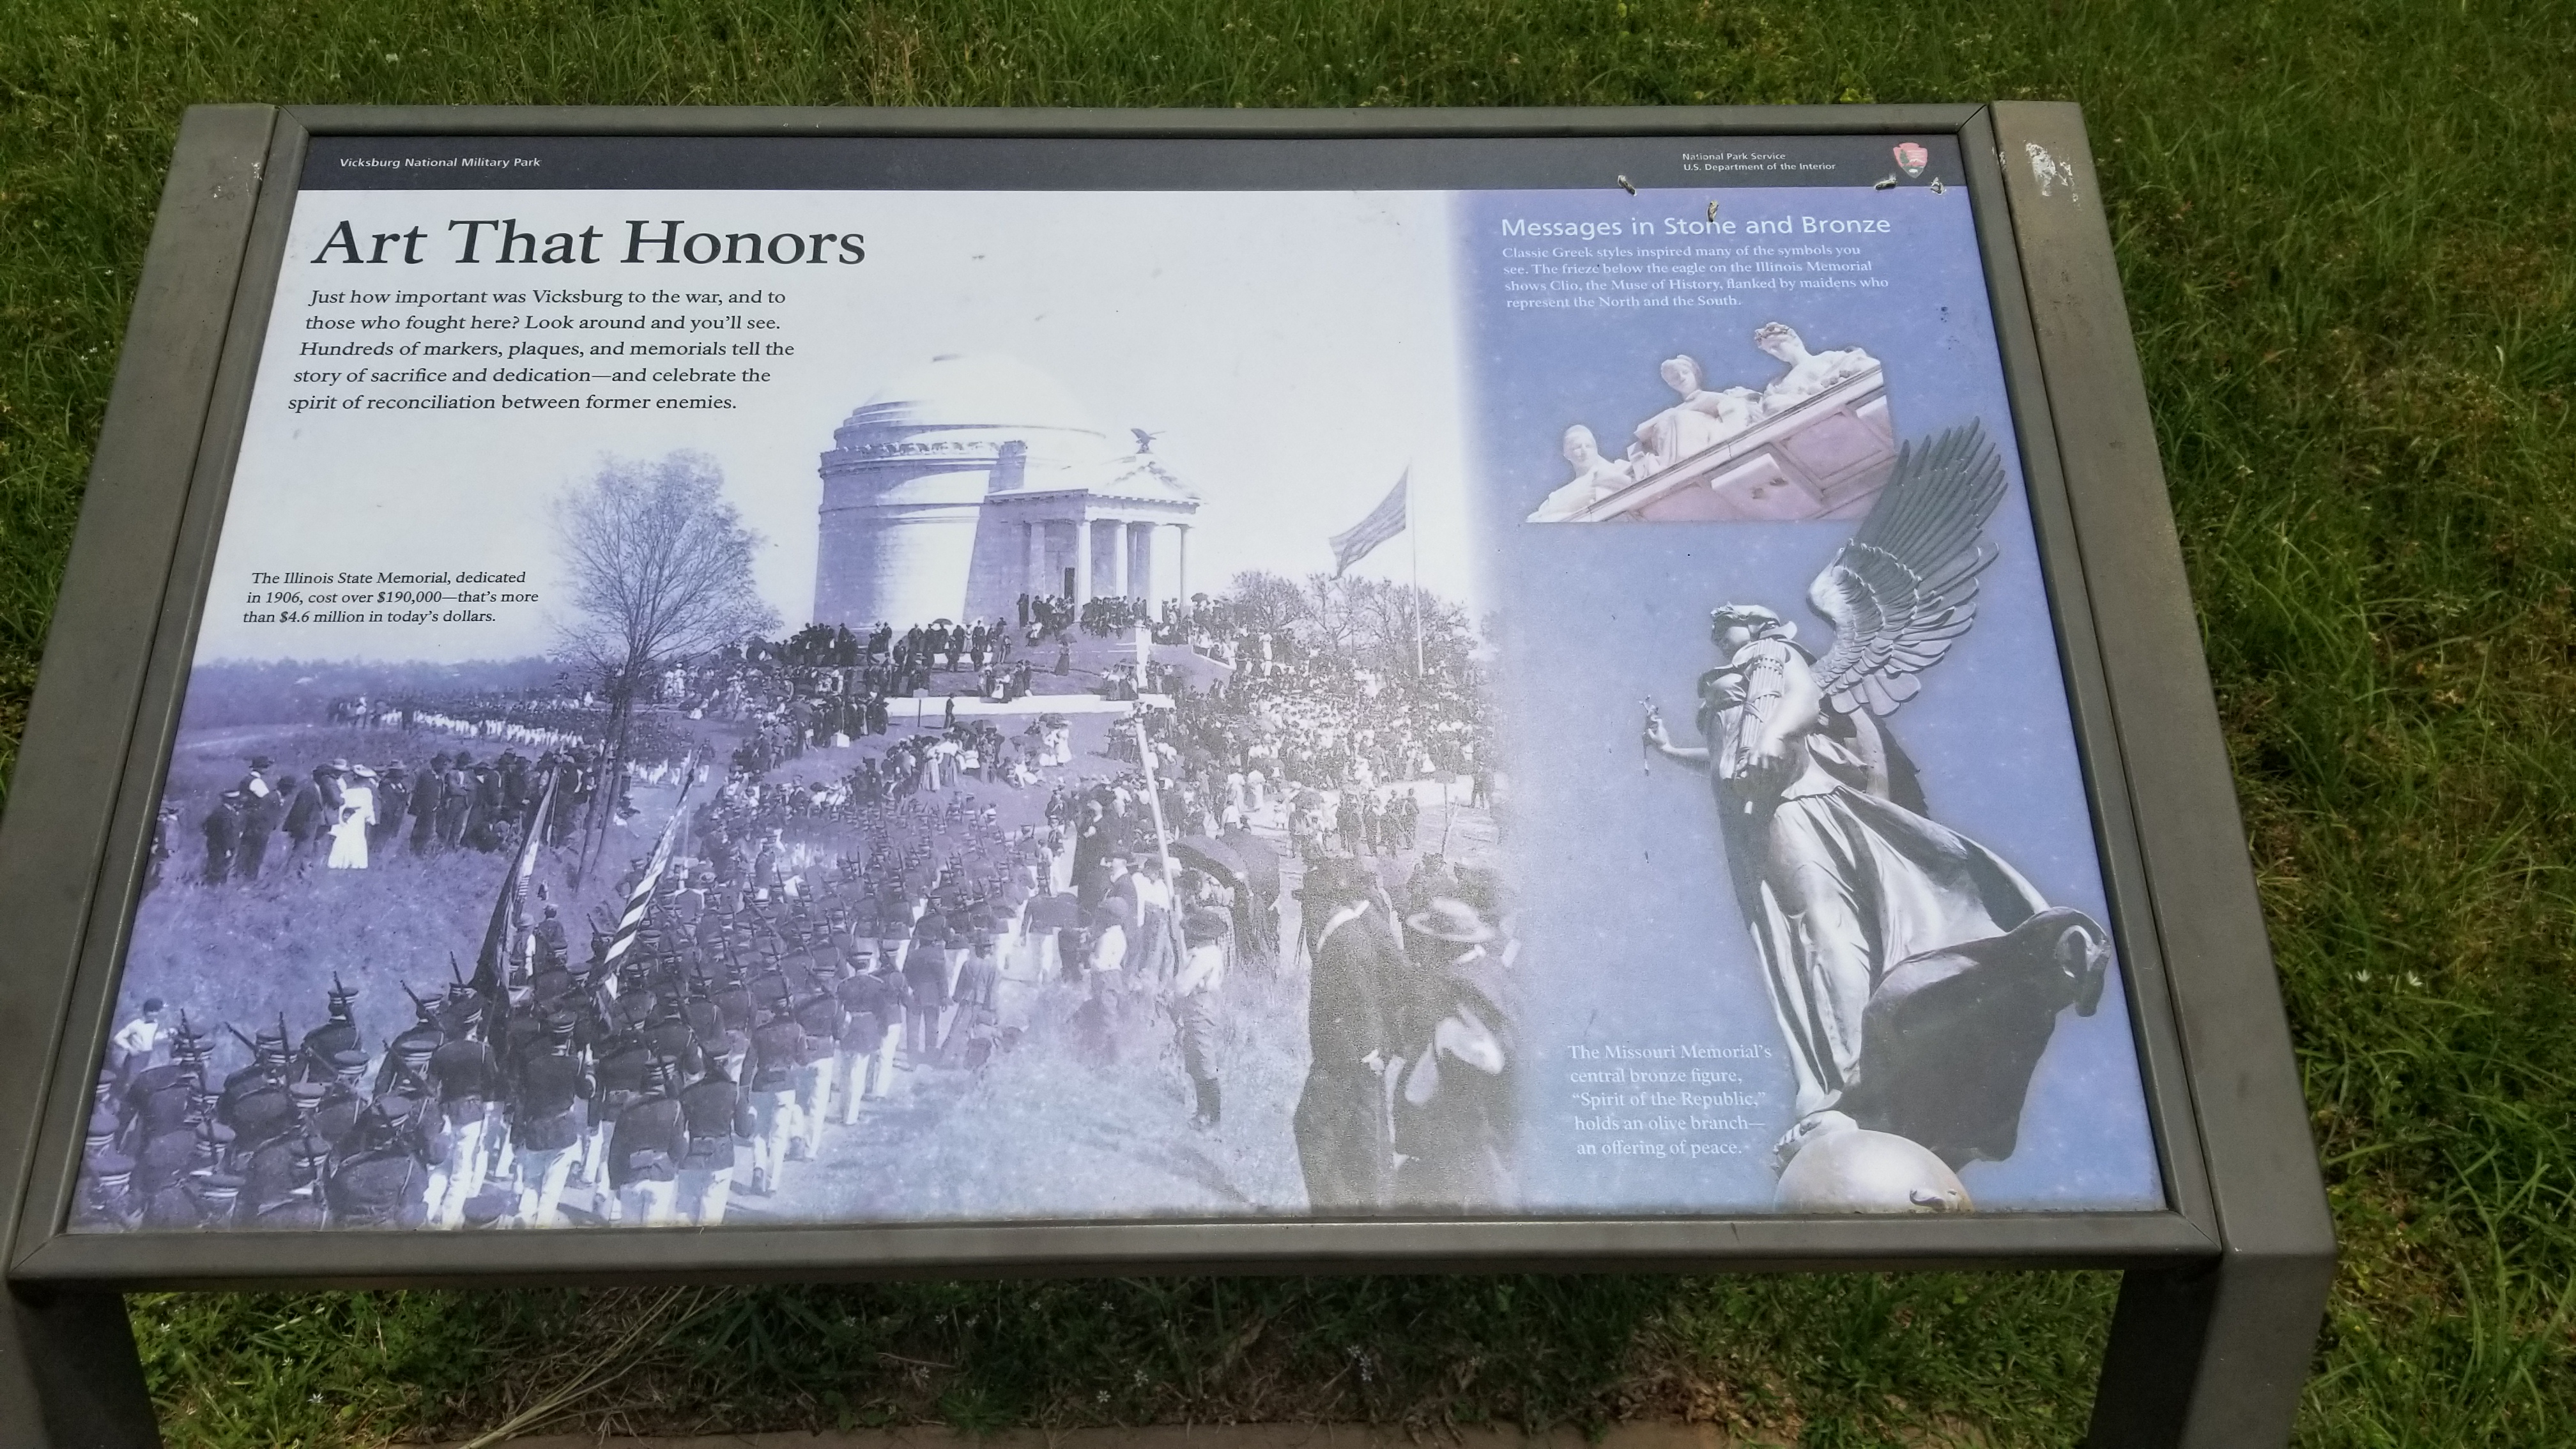 Vicksburg National Military Park
National Park Service
U.S. Department of the Interior
Art That Honors
Just how important was Vicksburg to the war, and to
those who fought here? Look around and you'll see.
Hundreds of markers, plaques, and memorials tell the
story of sacrifice and dedication—and celebrate the
spirit of reconciliation between former enemies.
The Illinois State Memorial, dedicated
in 1906, cost over $190,000—that's more
than $4.6 million in today's dollars.
Messages in Stone and Bronze
Classic Greek styles inspired many of the symbols you
see. The frieze below the eagle on the Illinois Memorial
shows Clio, the Muse of History, flanked by maidens who
represent the North and the South.
The Missouri Memorial's
central bronze figure,
"Spirit of the Republic,"
holds an olive branch—
an offering of peace.